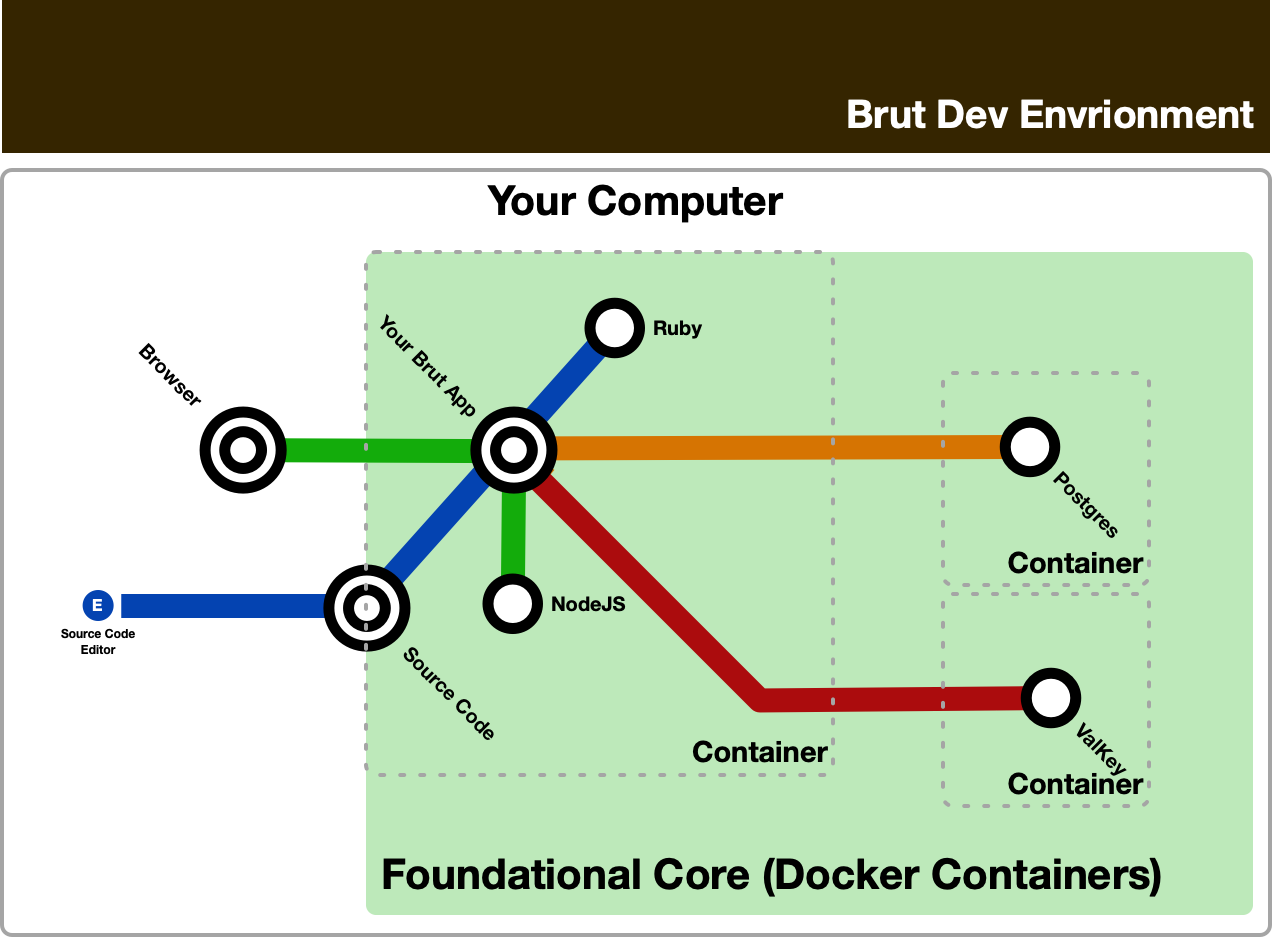 Brut Dev Envrionment
Your Computer
Browser
Your Brut App
Ruby
Postgres
Container
E
Source Code
Editor
NodeJS
Source Code
ValKey
Container
Container
Foundational Core (Docker Containers)